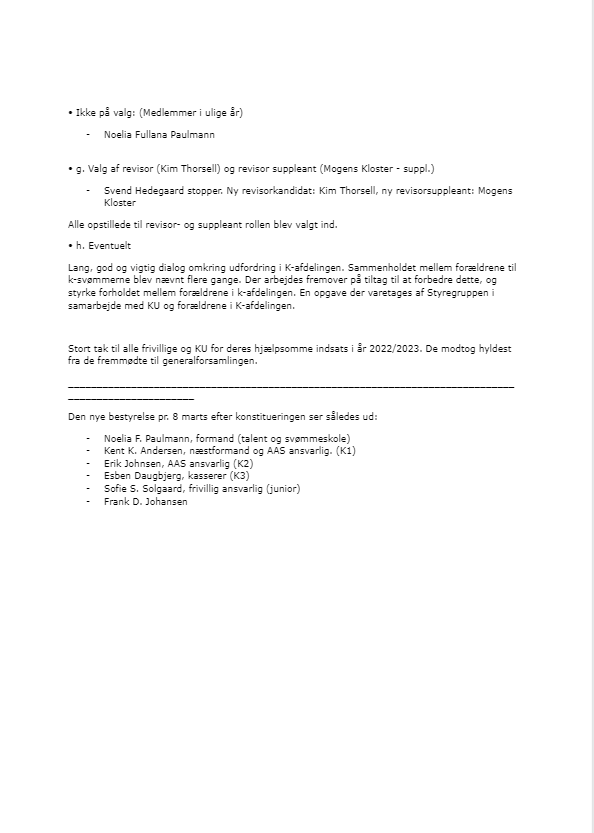 • Ikke på valg: (Medlemmer i ulige år)
- Noelia Fullana Paulmann
• g. Valg af revisor (Kim Thorsell) og revisor suppleant (Mogens Kloster - suppl.)
- Svend Hedegaard stopper. Ny revisorkandidat: Kim Thorsell, ny revisorsuppleant: Mogens
Kloster
Alle opstillede til revisor- og suppleant rollen blev valgt ind.
• h. Eventuelt
Lang, god og vigtig dialog omkring udfordring i K-afdelingen. Sammenholdet mellem forældrene til
k-svømmerne blev nævnt flere gange. Der arbejdes fremover på tiltag til at forbedre dette, og
styrke forholdet mellem forældrene i k-afdelingen. En opgave der varetages af Styregruppen i
samarbejde med KU og forældrene i K-afdelingen.
Stort tak til alle frivillige og KU for deres hjælpsomme indsats i år 2022/2023. De modtog hyldest
fra de fremmødte til generalforsamlingen.
Den nye bestyrelse pr. 8 marts efter konstitueringen ser således ud:
- Noelia F. Paulmann, formand (talent og svømmeskole)
- Kent K. Andersen, næstformand og AAS ansvarlig. (K1)
- Erik Johnsen, AAS ansvarlig (K2)
- Esben Daugbjerg, kasserer (K3)
- Sofie S. Solgaard, frivillig ansvarlig (junior)
- Frank D. Johansen